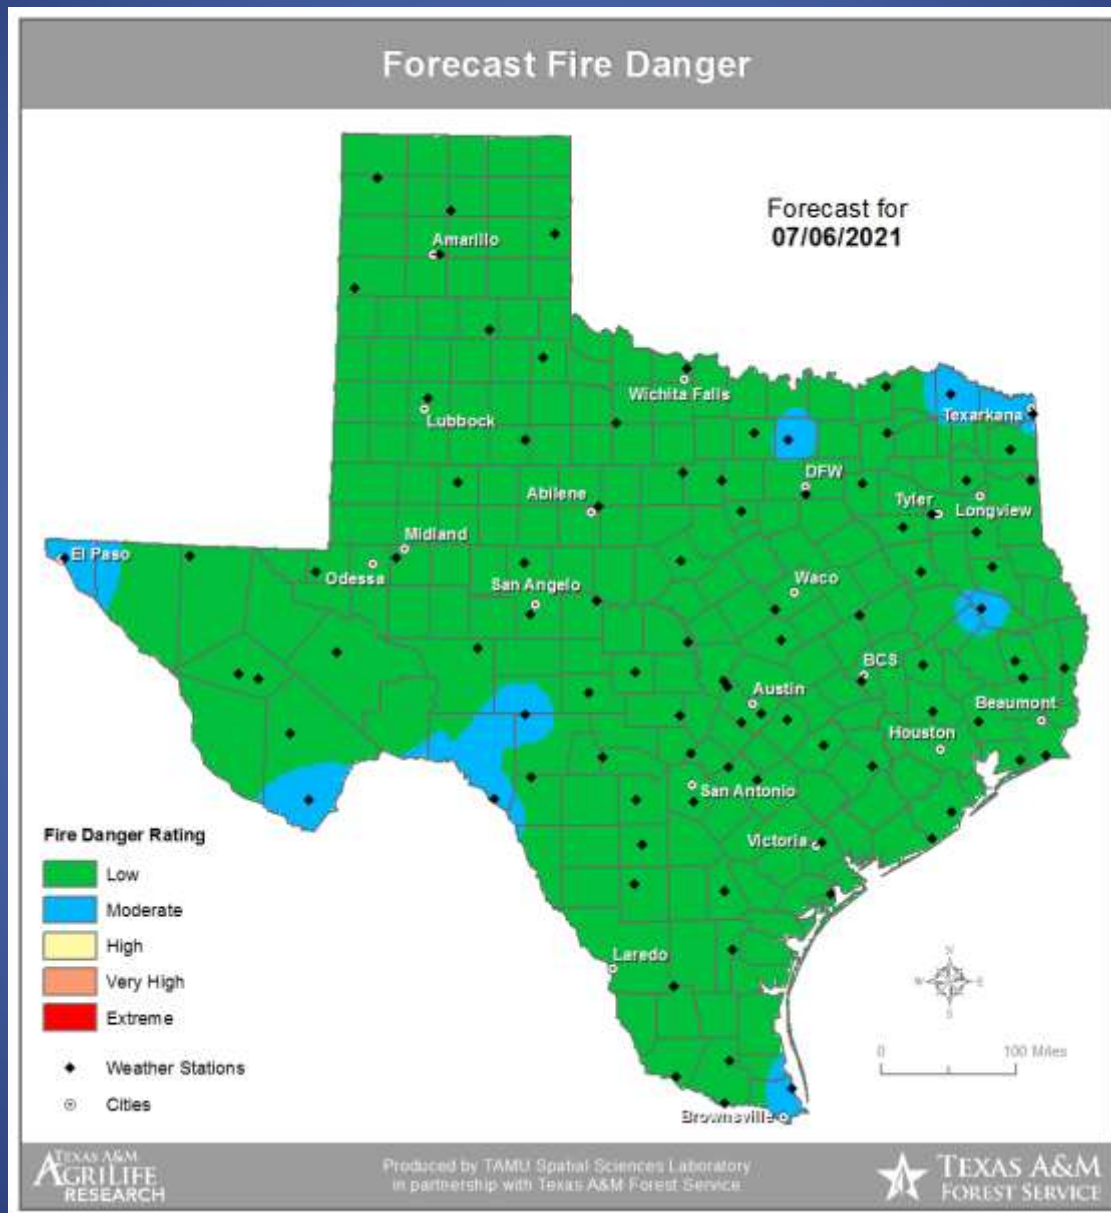 Forecast Fire Danger
Forecast for
07/06/2021
Amarillo
Wichita Falls
Lubbock
Texarkana
DFW
Abilene
Tyler
Longview
Midland
El Paso
Odessa
San Angelo
Waco
BCS
Austin
Beaumont
Houston
San Antonio
Victoria
Laredo
Brownsville
Fire Danger Rating
Low
Moderate
High
Very High
Extreme
Weather Stations
Cities
N
W E
S
0 100 Miles
TEXAS A&M
AGRILIFE
RESEARCH
Produced by TAMU Spatial Sciences Laboratory
in partnership with Texas A&M Forest Service
TEXAS A&M
FOREST SERVICE